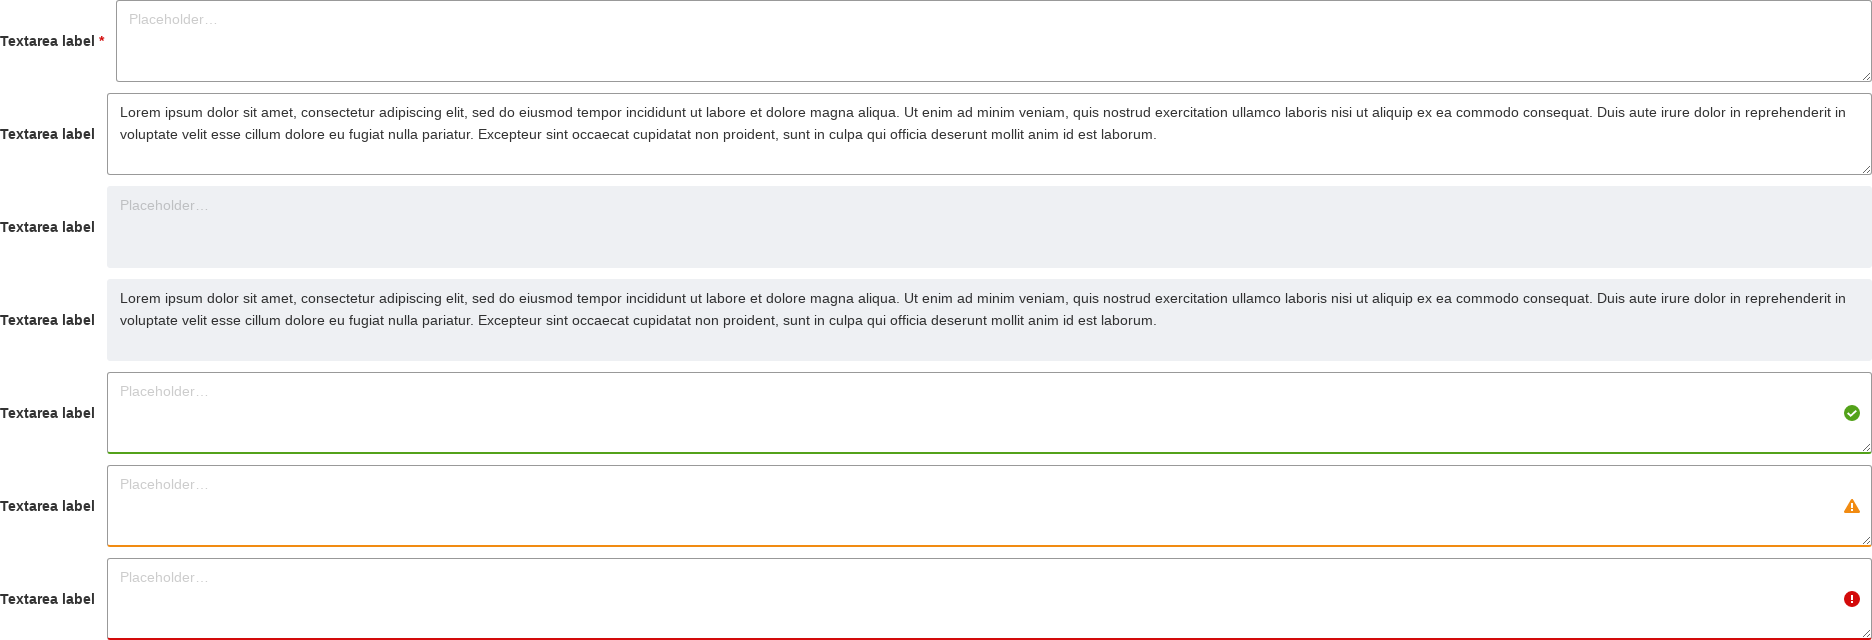 Placeholder…
Textarea label *
Lorem ipsum dolor sit amet, consectetur adipiscing elit, sed do eiusmod tempor incididunt ut labore et dolore magna aliqua. Ut enim ad minim veniam, quis nostrud exercitation ullamco laboris nisi ut aliquip ex ea commodo consequat. Duis aute irure dolor in reprehenderit in
Textarea label
voluptate velit esse cillum dolore eu fugiat nulla pariatur. Excepteur sint occaecat cupidatat non proident, sunt in culpa qui officia deserunt mollit anim id est laborum.
Placeholder…
Textarea label
Lorem ipsum dolor sit amet, consectetur adipiscing elit, sed do eiusmod tempor incididunt ut labore et dolore magna aliqua. Ut enim ad minim veniam, quis nostrud exercitation ullamco laboris nisi ut aliquip ex ea commodo consequat. Duis aute irure dolor in reprehenderit in
Textarea label
voluptate velit esse cillum dolore eu fugiat nulla pariatur. Excepteur sint occaecat cupidatat non proident, sunt in culpa qui officia deserunt mollit anim id est laborum.
Placeholder…
Textarea label
Placeholder…
Textarea label
Placeholder…
Textarea label